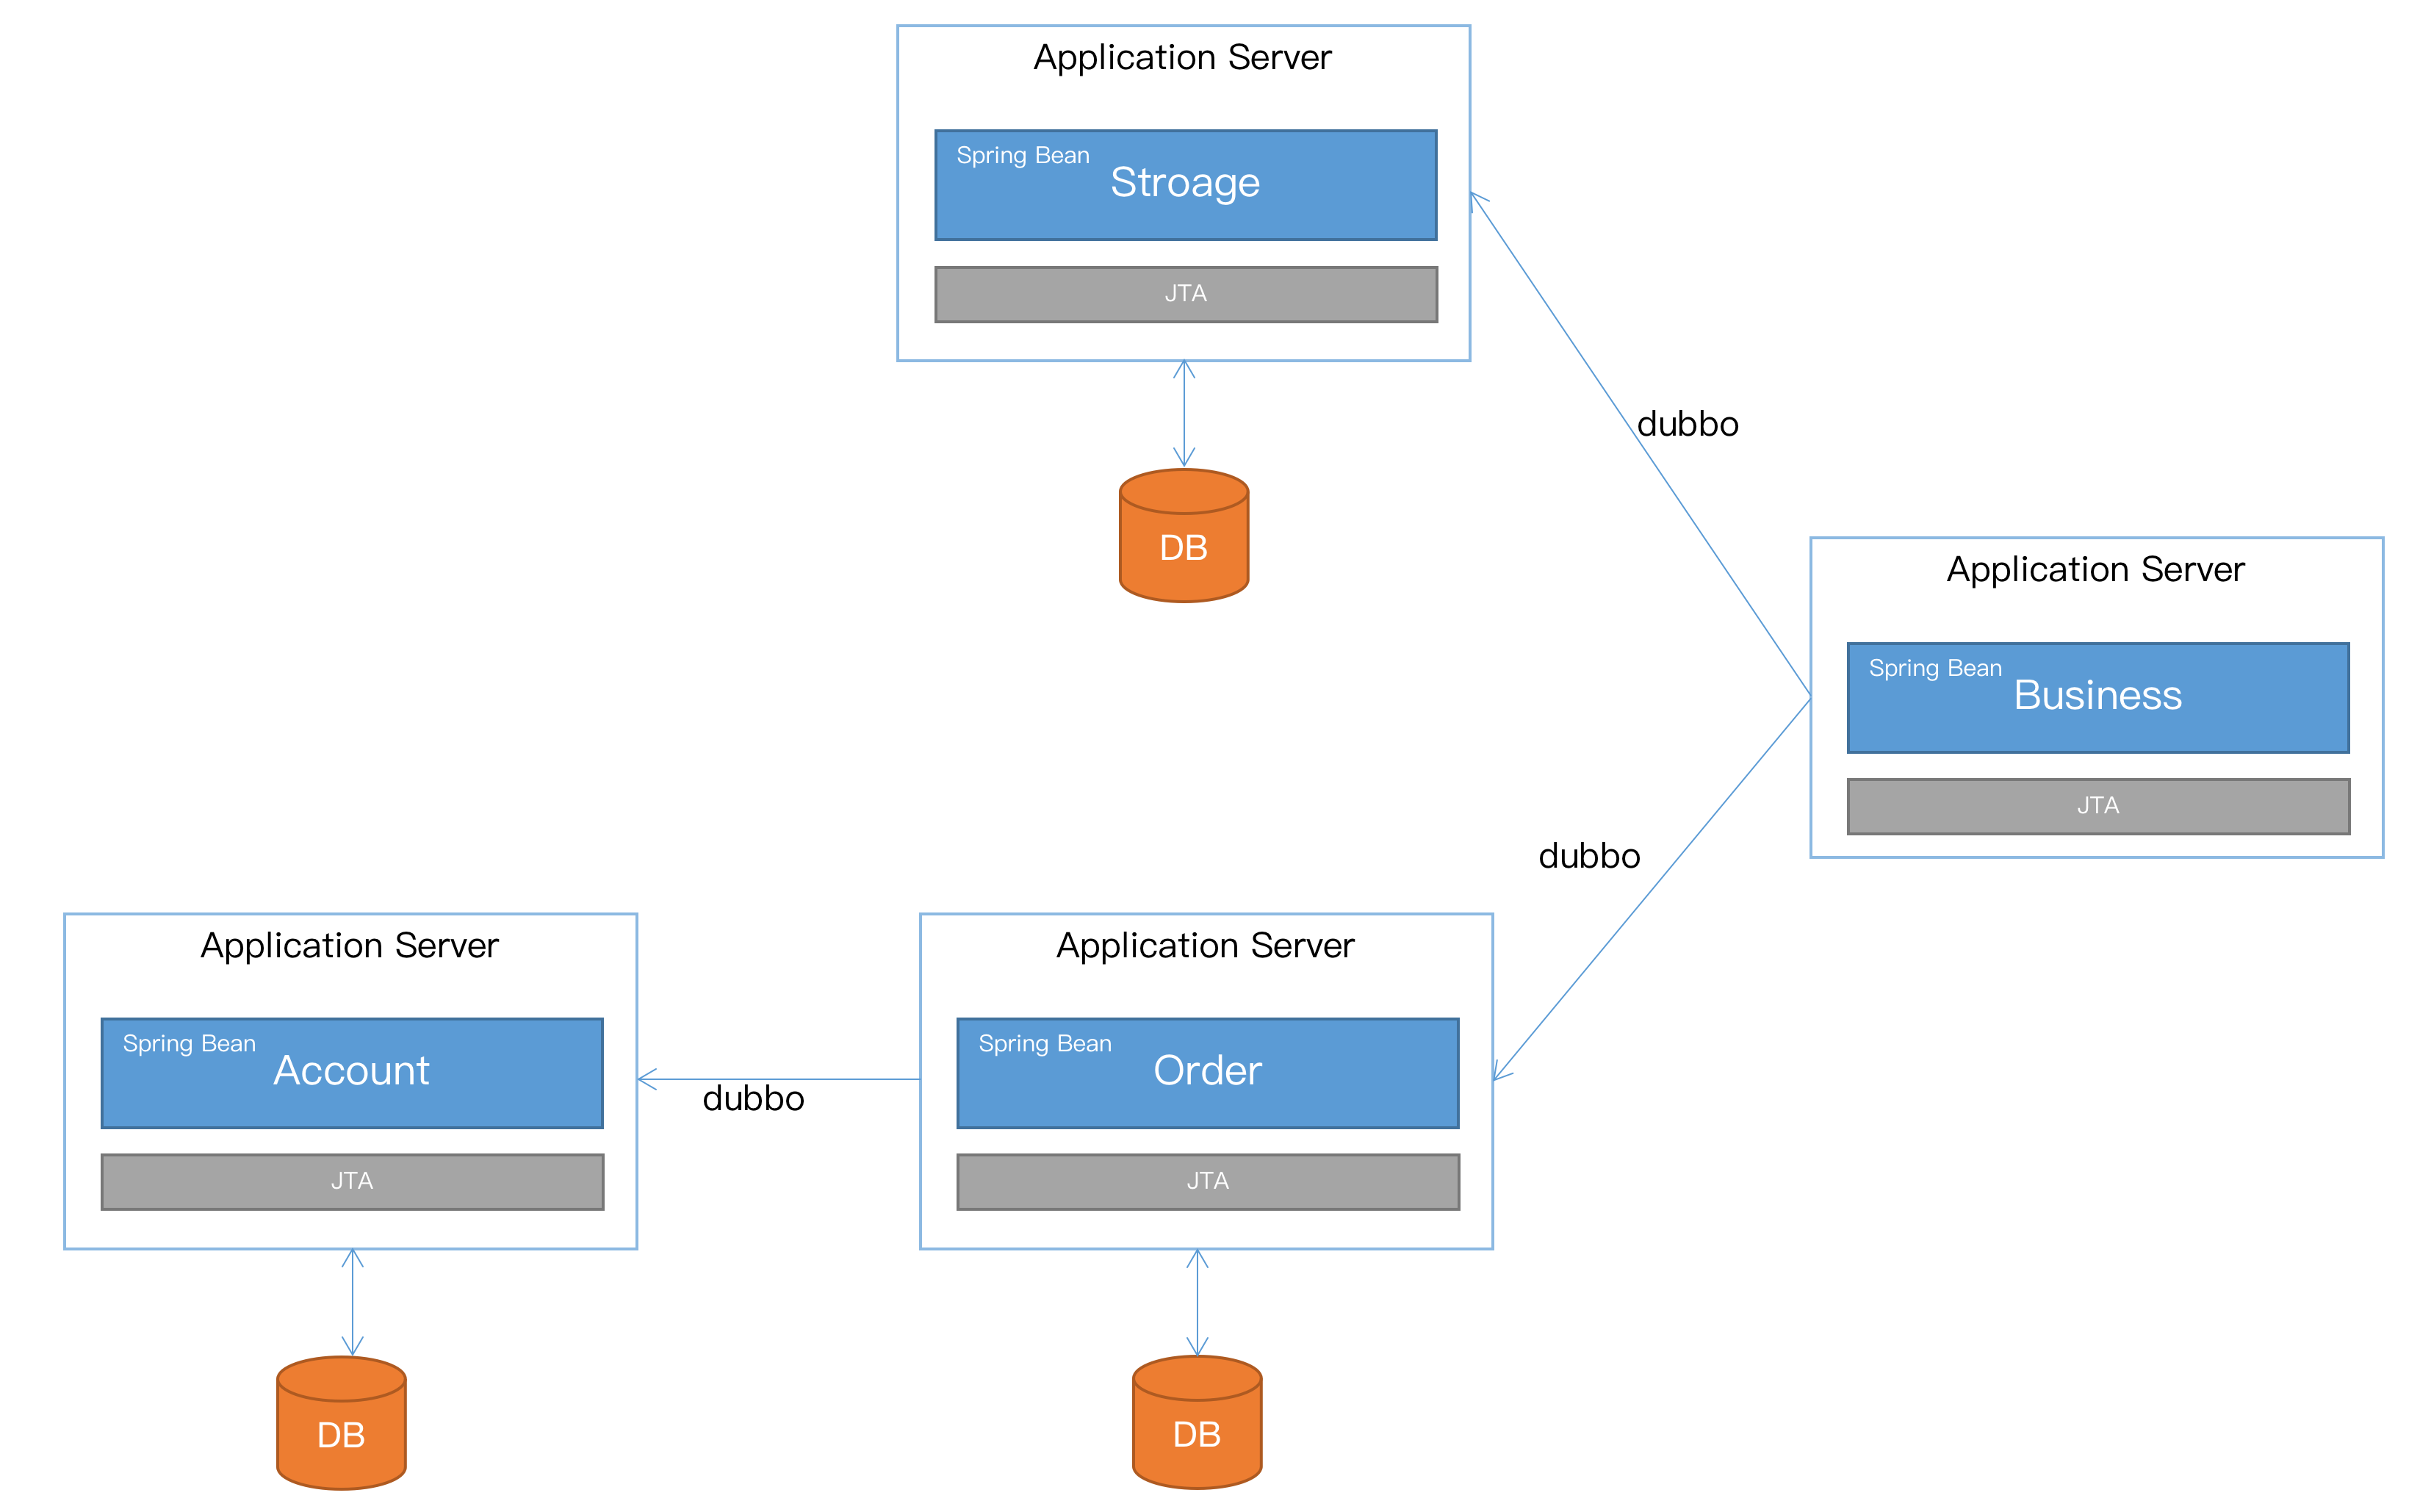 Application Server
Spring Bean
Stroage
JTA
dubbo
DB
Application Server
Spring Bean
Business
JTA
dubbo
Application Server
Spring Bean
Account
JTA
dubbo
Application Server
Spring Bean
Order
JTA
DB
DB